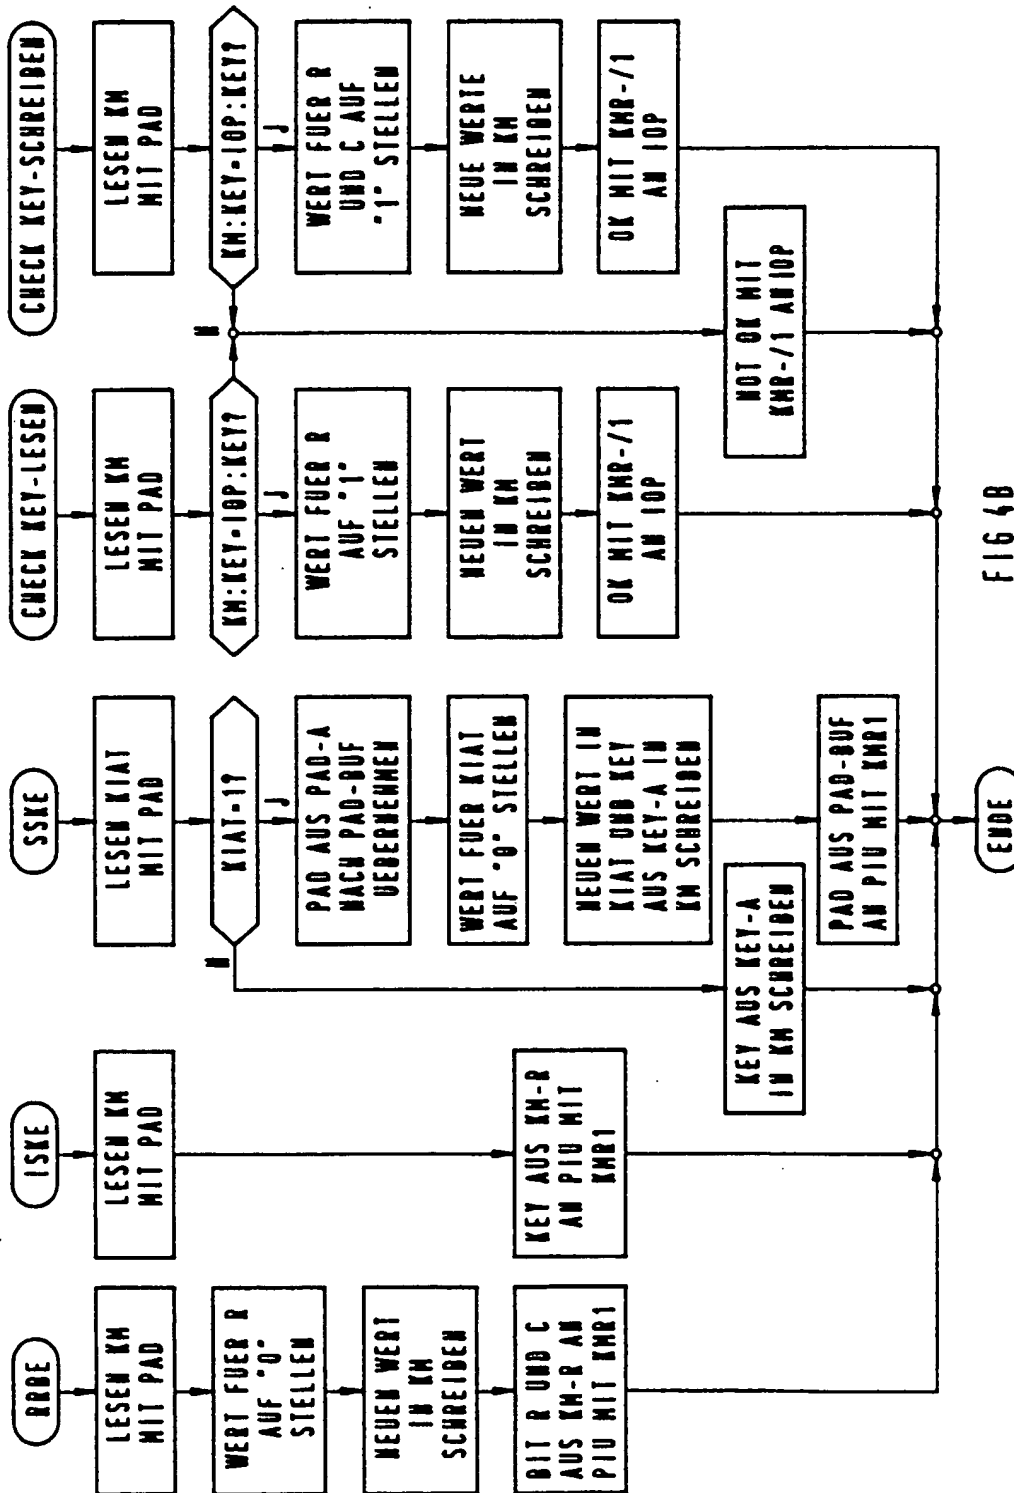 RRBE
LESEN KM
MIT PAD
WERT FUER R
AUF "0"
STELLEN
NEUEN WERT
IN KM
SCHREIBEN
BIT R UND C
AUS KM-R AN
PIU MIT KMR1
ISKE
LESEN KM
MIT PAD
KEY AUS KM-R
AN PIU MIT
KMR1
SSKE
LESEN KIAT
MIT PAD
KIAT=1?
NN
J
PAD AUS PAD-A
NACH PAD-BUF
UEBERNEHMEN
WERT FUER KIAT
AUF "0" STELLEN
NEUEN WERT IN
KIAT UND KEY
AUS KEY-A IN
KM SCHREIBEN
KEY AUS KEY-A
IN KM SCHREIBEN
PAD AUS PAD-BUF
AN PIU MIT KMR1
CHECK KEY-LESEN
LESEN KM
MIT PAD
KM:KEY=IOP:KEY?
J
WERT FUER R
AUF "1"
STELLEN
NEUEN WERT
IN KM
SCHREIBEN
OK MIT KMR-/1
AN IOP
NN
NOT OK MIT
KMR-/1 AN IOP
CHECK KEY-SCHREIBEN
LESEN KM
MIT PAD
KM:KEY=IOP:KEY?
J
WERT FUER R
UND C AUF
"1" STELLEN
NEUE WERTE
IN KM
SCHREIBEN
OK MIT KMR-/1
AN IOP
ENDE
FIG 4B